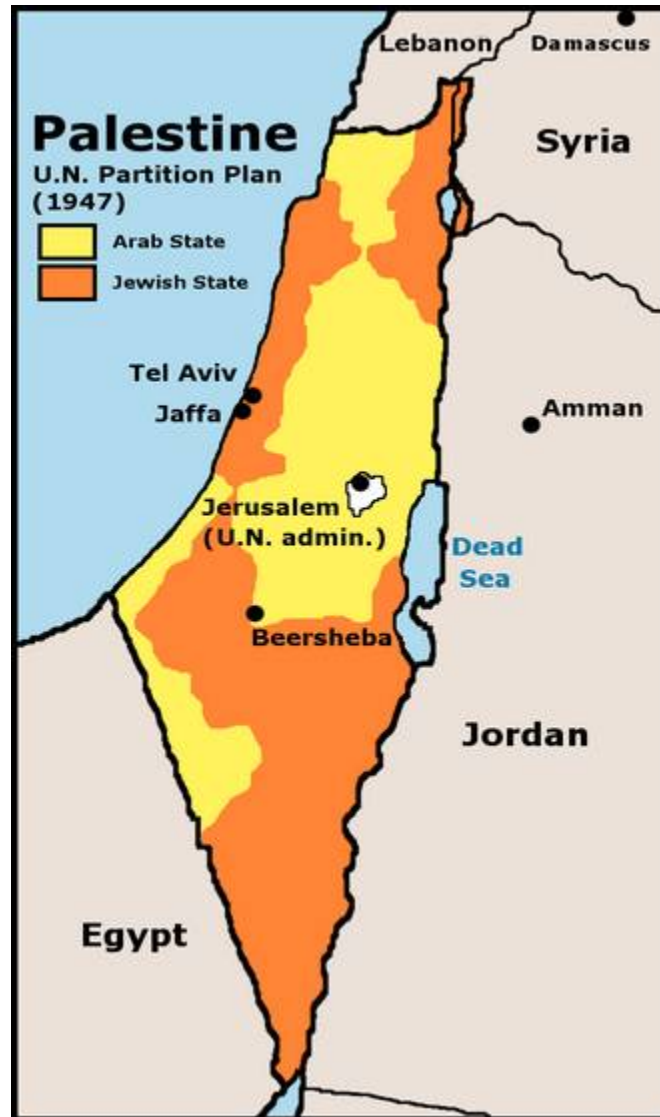 Lebanon
Damascus
Palestine
U.N. Partition Plan
(1947)
Syria
Arab State
Jewish State
Tel Aviv
Jaffa
Amman
Jerusalem
(U.N. admin.)
Dead
Sea
Beersheba
Jordan
Egypt